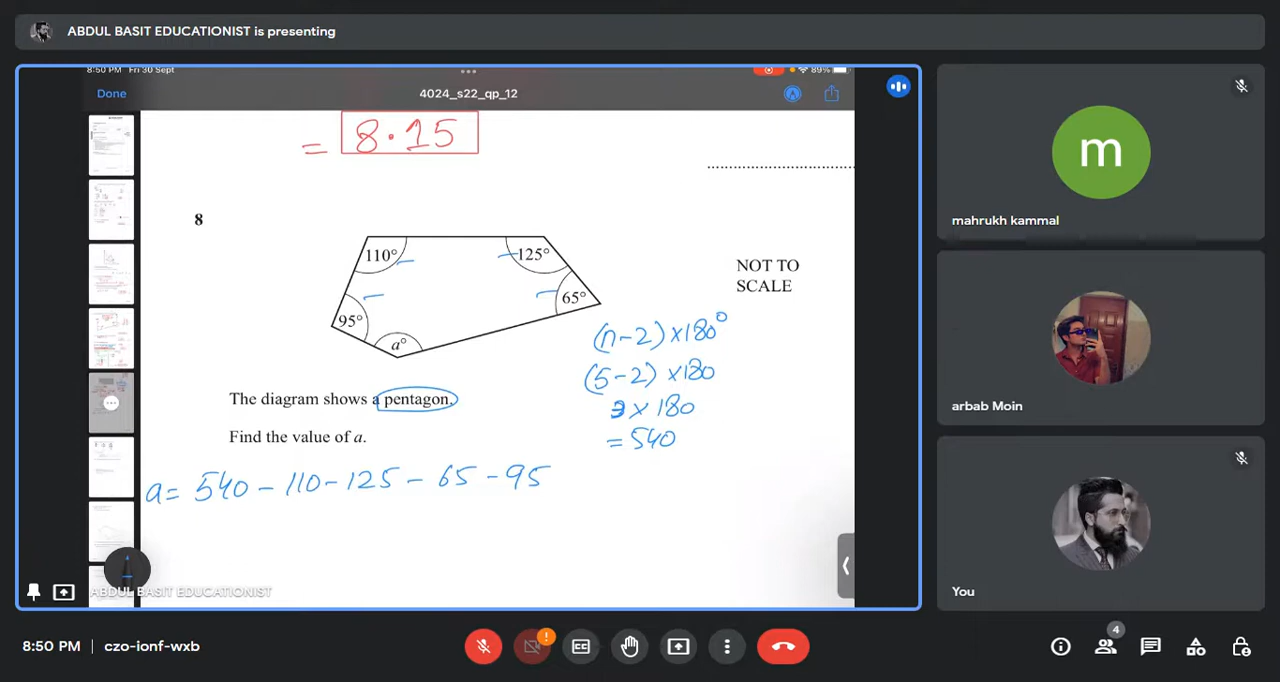 ABDUL BASIT EDUCATIONIST is presenting
8:50 PM Fri 30 Sept
89%
Done
4024_s22_qp_12
= 8.15
8
110°
125°
65°
95°
a°
NOT TO
SCALE
(n-2)×180°
(5-2)×180
3×180
=540
The diagram shows a pentagon.
Find the value of a.
a= 540-110-125-65-95
ABDUL BASIT EDUCATIONIST
m
mahrukh kammal
arbab Moin
You
8:50 PM | czo-ionf-wxb
CC
4